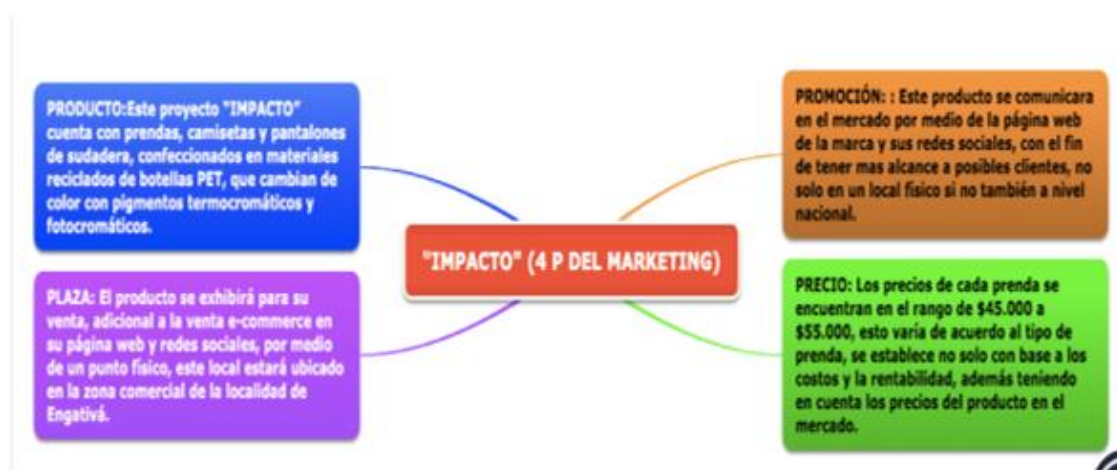 PRODUCTO:Este proyecto "IMPACTO"
cuenta con prendas, camisetas y pantalones
de sudadera, confeccionados en materiales
reciclados de botellas PET, que cambian de
color con pigmentos termocromáticos y
fotocromáticos.
PROMOCIÓN: : Este producto se comunicara
en el mercado por medio de la página web
de la marca y sus redes sociales, con el fin
de tener mas alcance a posibles clientes, no
solo en un local físico si no también a nivel
nacional.
"IMPACTO" (4 P DEL MARKETING)
PLAZA: El producto se exhibirá para su
venta, adicional a la venta e-commerce en
su página web y redes sociales, por medio
de un punto físico, este local estará ubicado
en la zona comercial de la localidad de
Engativá.
PRECIO: Los precios de cada prenda se
encuentran en el rango de $45.000 a
$55.000, esto varia de acuerdo al tipo de
prenda, se establece no solo con base a los
costos y la rentabilidad, además teniendo
en cuenta los precios del producto en el
mercado.